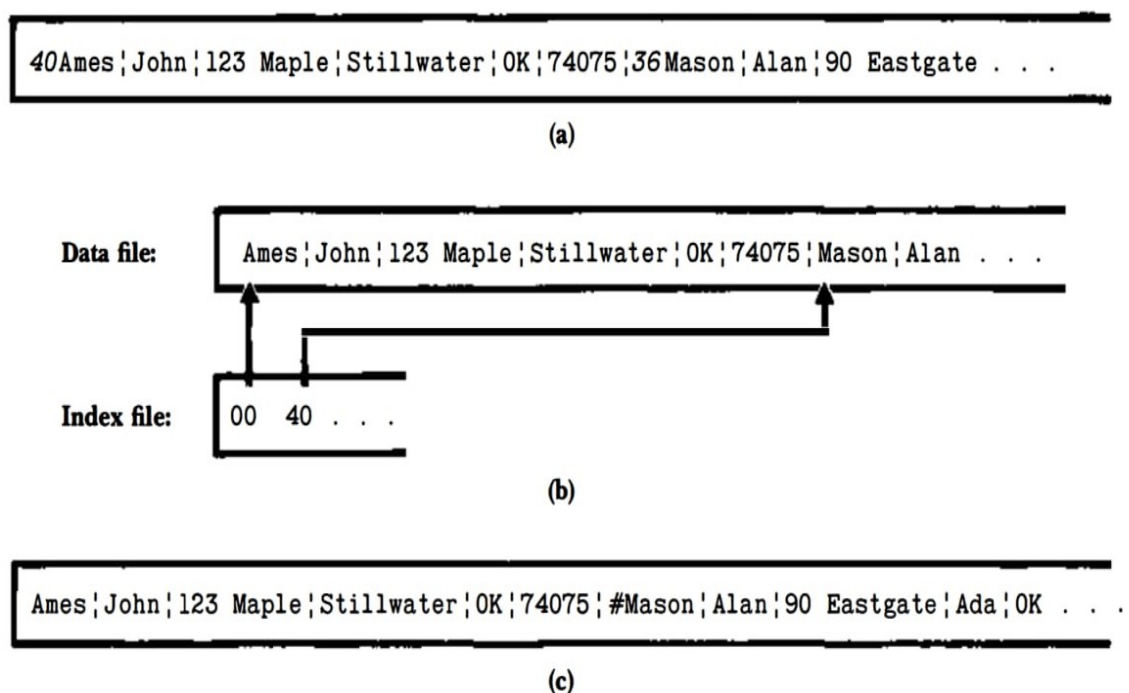 40Ames¦John¦123 Maple¦Stillwater¦OK¦74075¦36Mason¦Alan¦90 Eastgate . . .
(a)
Data file: Ames¦John¦123 Maple¦Stillwater¦OK¦74075¦Mason¦Alan . . .
Index file: 00 40 . . .
(b)
Ames¦John¦123 Maple¦Stillwater¦OK¦74075¦#Mason¦Alan¦90 Eastgate¦Ada¦OK . . .
(c)